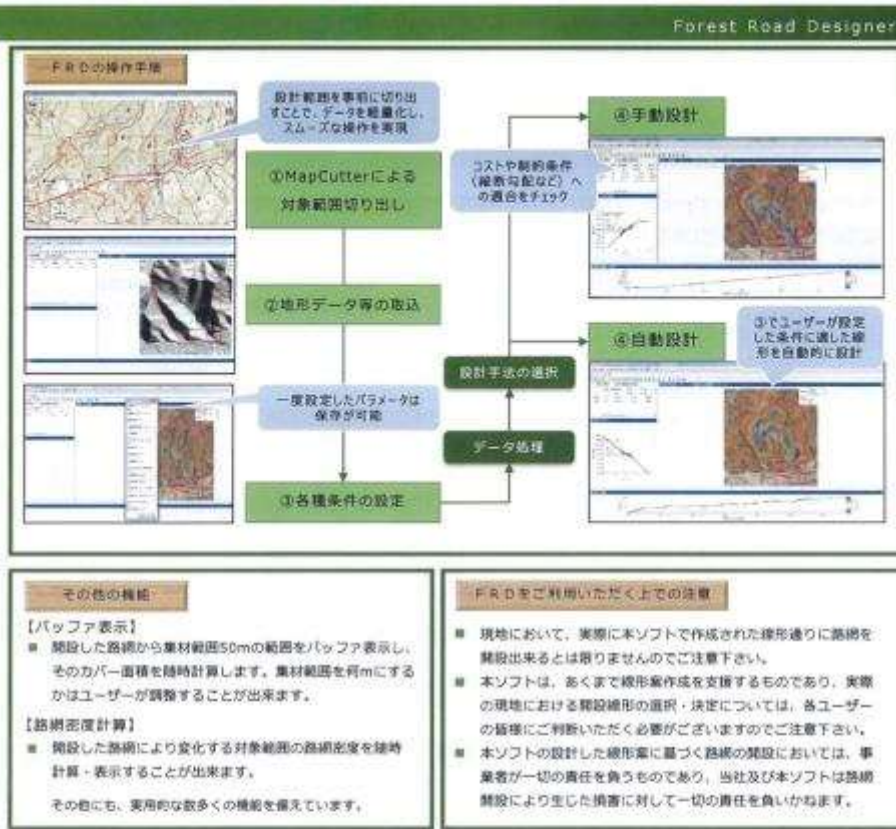 Forest Road Designer
FRDの操作手順
設計範囲を事前に切り出
すことで、データを軽量化し、
スムーズな操作を実現
①MapCutterによる
対象範囲切り出し
②地形データ等の取込
一度設定したパラメータは
保存が可能
③各種条件の設定
データ処理
設計手法の選択
コストや制約条件
（縦断勾配など）へ
の適合をチェック
④手動設計
④自動設計
③でユーザーが設定
した条件に適した線
形を自動的に設計
その他の機能
【バッファ表示】
■ 開設した路網から集材範囲50mの範囲をバッファ表示し、
そのカバー面積を随時計算します。集材範囲を何mにする
かはユーザーが調整することが出来ます。
【路網密度計算】
■ 開設した路網により変化する対象範囲の路網密度を随時
計算・表示することが出来ます。
その他にも、実用的な数多くの機能を備えています。
FRDをご利用いただく上での注意
■ 現地において、実際に本ソフトで作成された線形通りに路網を
開設出来るとは限りませんのでご注意下さい。
■ 本ソフトは、あくまで線形案作成を支援するものであり、実際
の現地における開設線形の選択・決定については、各ユーザー
の皆様にご判断いただく必要がございますのでご注意下さい。
■ 本ソフトの設計した線形案に基づく路網の開設においては、事
業者が一切の責任を負うものであり、当社及び本ソフトは路網
開設により生じた損害に対して一切の責任を負いかねます。